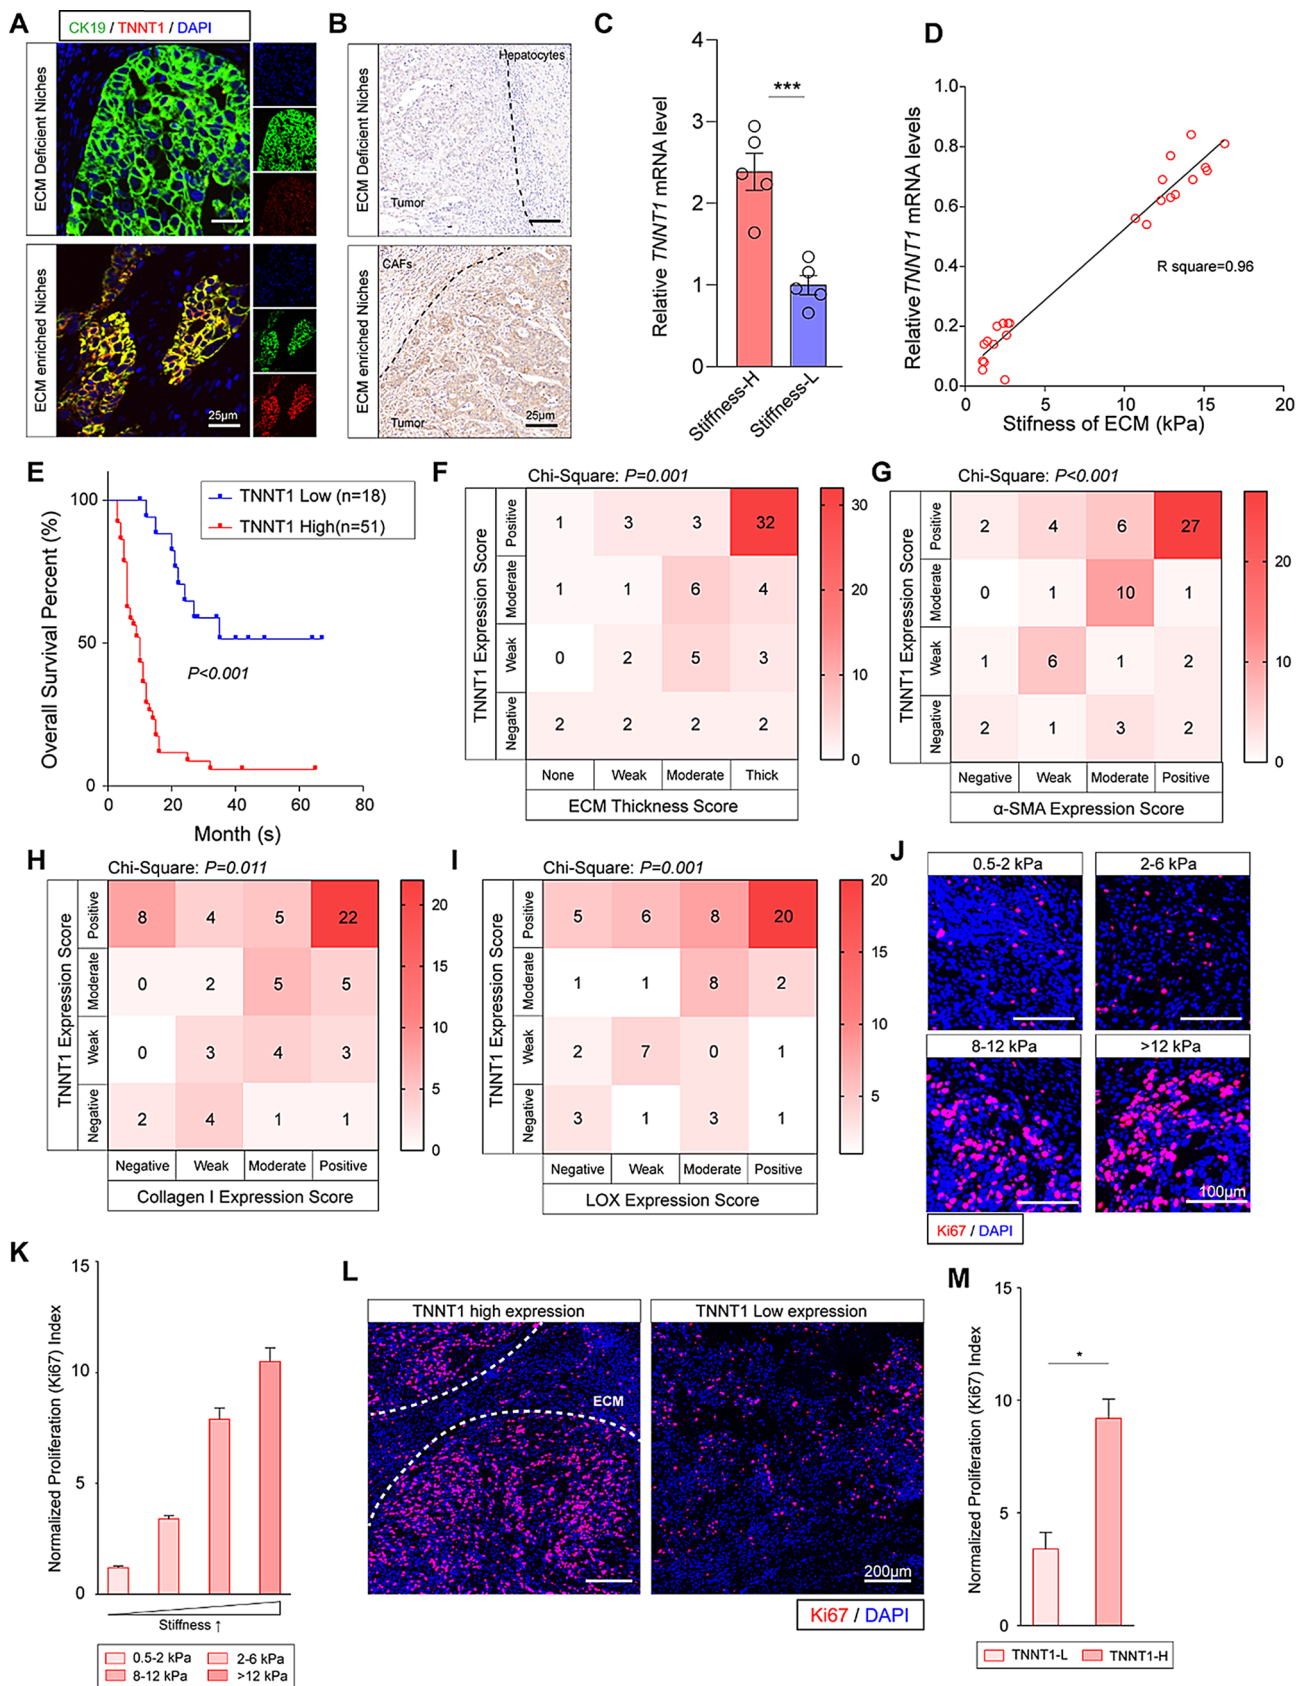 A
CK19 / TNNT1 / DAPI
ECM Deficient Niches
ECM enriched Niches
25μm
B
ECM Deficient Niches
Hepatocytes
Tumor
ECM enriched Niches
CAFs
Tumor
25μm
C
Relative TNNT1 mRNA level
4
3
2
1
0
***
Stiffness-H
Stiffness-L
D
Relative TNNT1 mRNA levels
1.0
0.8
0.6
0.4
0.2
0.0
R square=0.96
0 5 10 15 20
Stifness of ECM (kPa)
E
Overall Survival Percent (%)
100
50
0
TNNT1 Low (n=18)
TNNT1 High(n=51)
P<0.001
0 20 40 60 80
Month (s)
F
Chi-Square: P=0.001
TNNT1 Expression Score
Positive 1 3 3 32
Moderate 1 1 6 4
Weak 0 2 5 3
Negative 2 2 2 2
None Weak Moderate Thick
ECM Thickness Score
30
20
10
0
G
Chi-Square: P<0.001
TNNT1 Expression Score
Positive 2 4 6 27
Moderate 0 1 10 1
Weak 1 6 1 2
Negative 2 1 3 2
Negative Weak Moderate Positive
α-SMA Expression Score
20
10
0
H
Chi-Square: P=0.011
TNNT1 Expression Score
Positive 8 4 5 22
Moderate 0 2 5 5
Weak 0 3 4 3
Negative 2 4 1 1
Negative Weak Moderate Positive
Collagen I Expression Score
20
15
10
5
0
I
Chi-Square: P=0.001
TNNT1 Expression Score
Positive 5 6 8 20
Moderate 1 1 8 2
Weak 2 7 0 1
Negative 3 1 3 1
Negative Weak Moderate Positive
LOX Expression Score
20
15
10
5
J
0.5-2 kPa
2-6 kPa
8-12 kPa
>12 kPa
100μm
Ki67 / DAPI
K
Normalized Proliferation (Ki67) Index
15
10
5
0
Stiffness ↑
0.5-2 kPa 2-6 kPa
8-12 kPa >12 kPa
L
TNNT1 high expression
TNNT1 Low expression
ECM
200μm
Ki67 / DAPI
M
Normalized Proliferation (Ki67) Index
15
10
5
0
*
TNNT1-L TNNT1-H